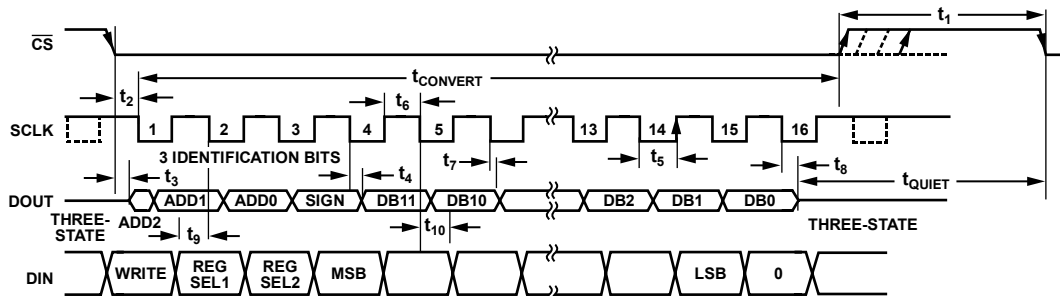 t1
CS
tCONVERT
t2
t6
SCLK
1 2 3 4 5 13 14 15 16
3 IDENTIFICATION BITS
t7
t5
t8
t3
t4
tQUIET
DOUT
ADD1 ADD0 SIGN DB11 DB10 DB2 DB1 DB0
THREE-
STATE
ADD2
THREE-STATE
t9
t10
DIN
WRITE
REG
SEL1
REG
SEL2
MSB
LSB
0